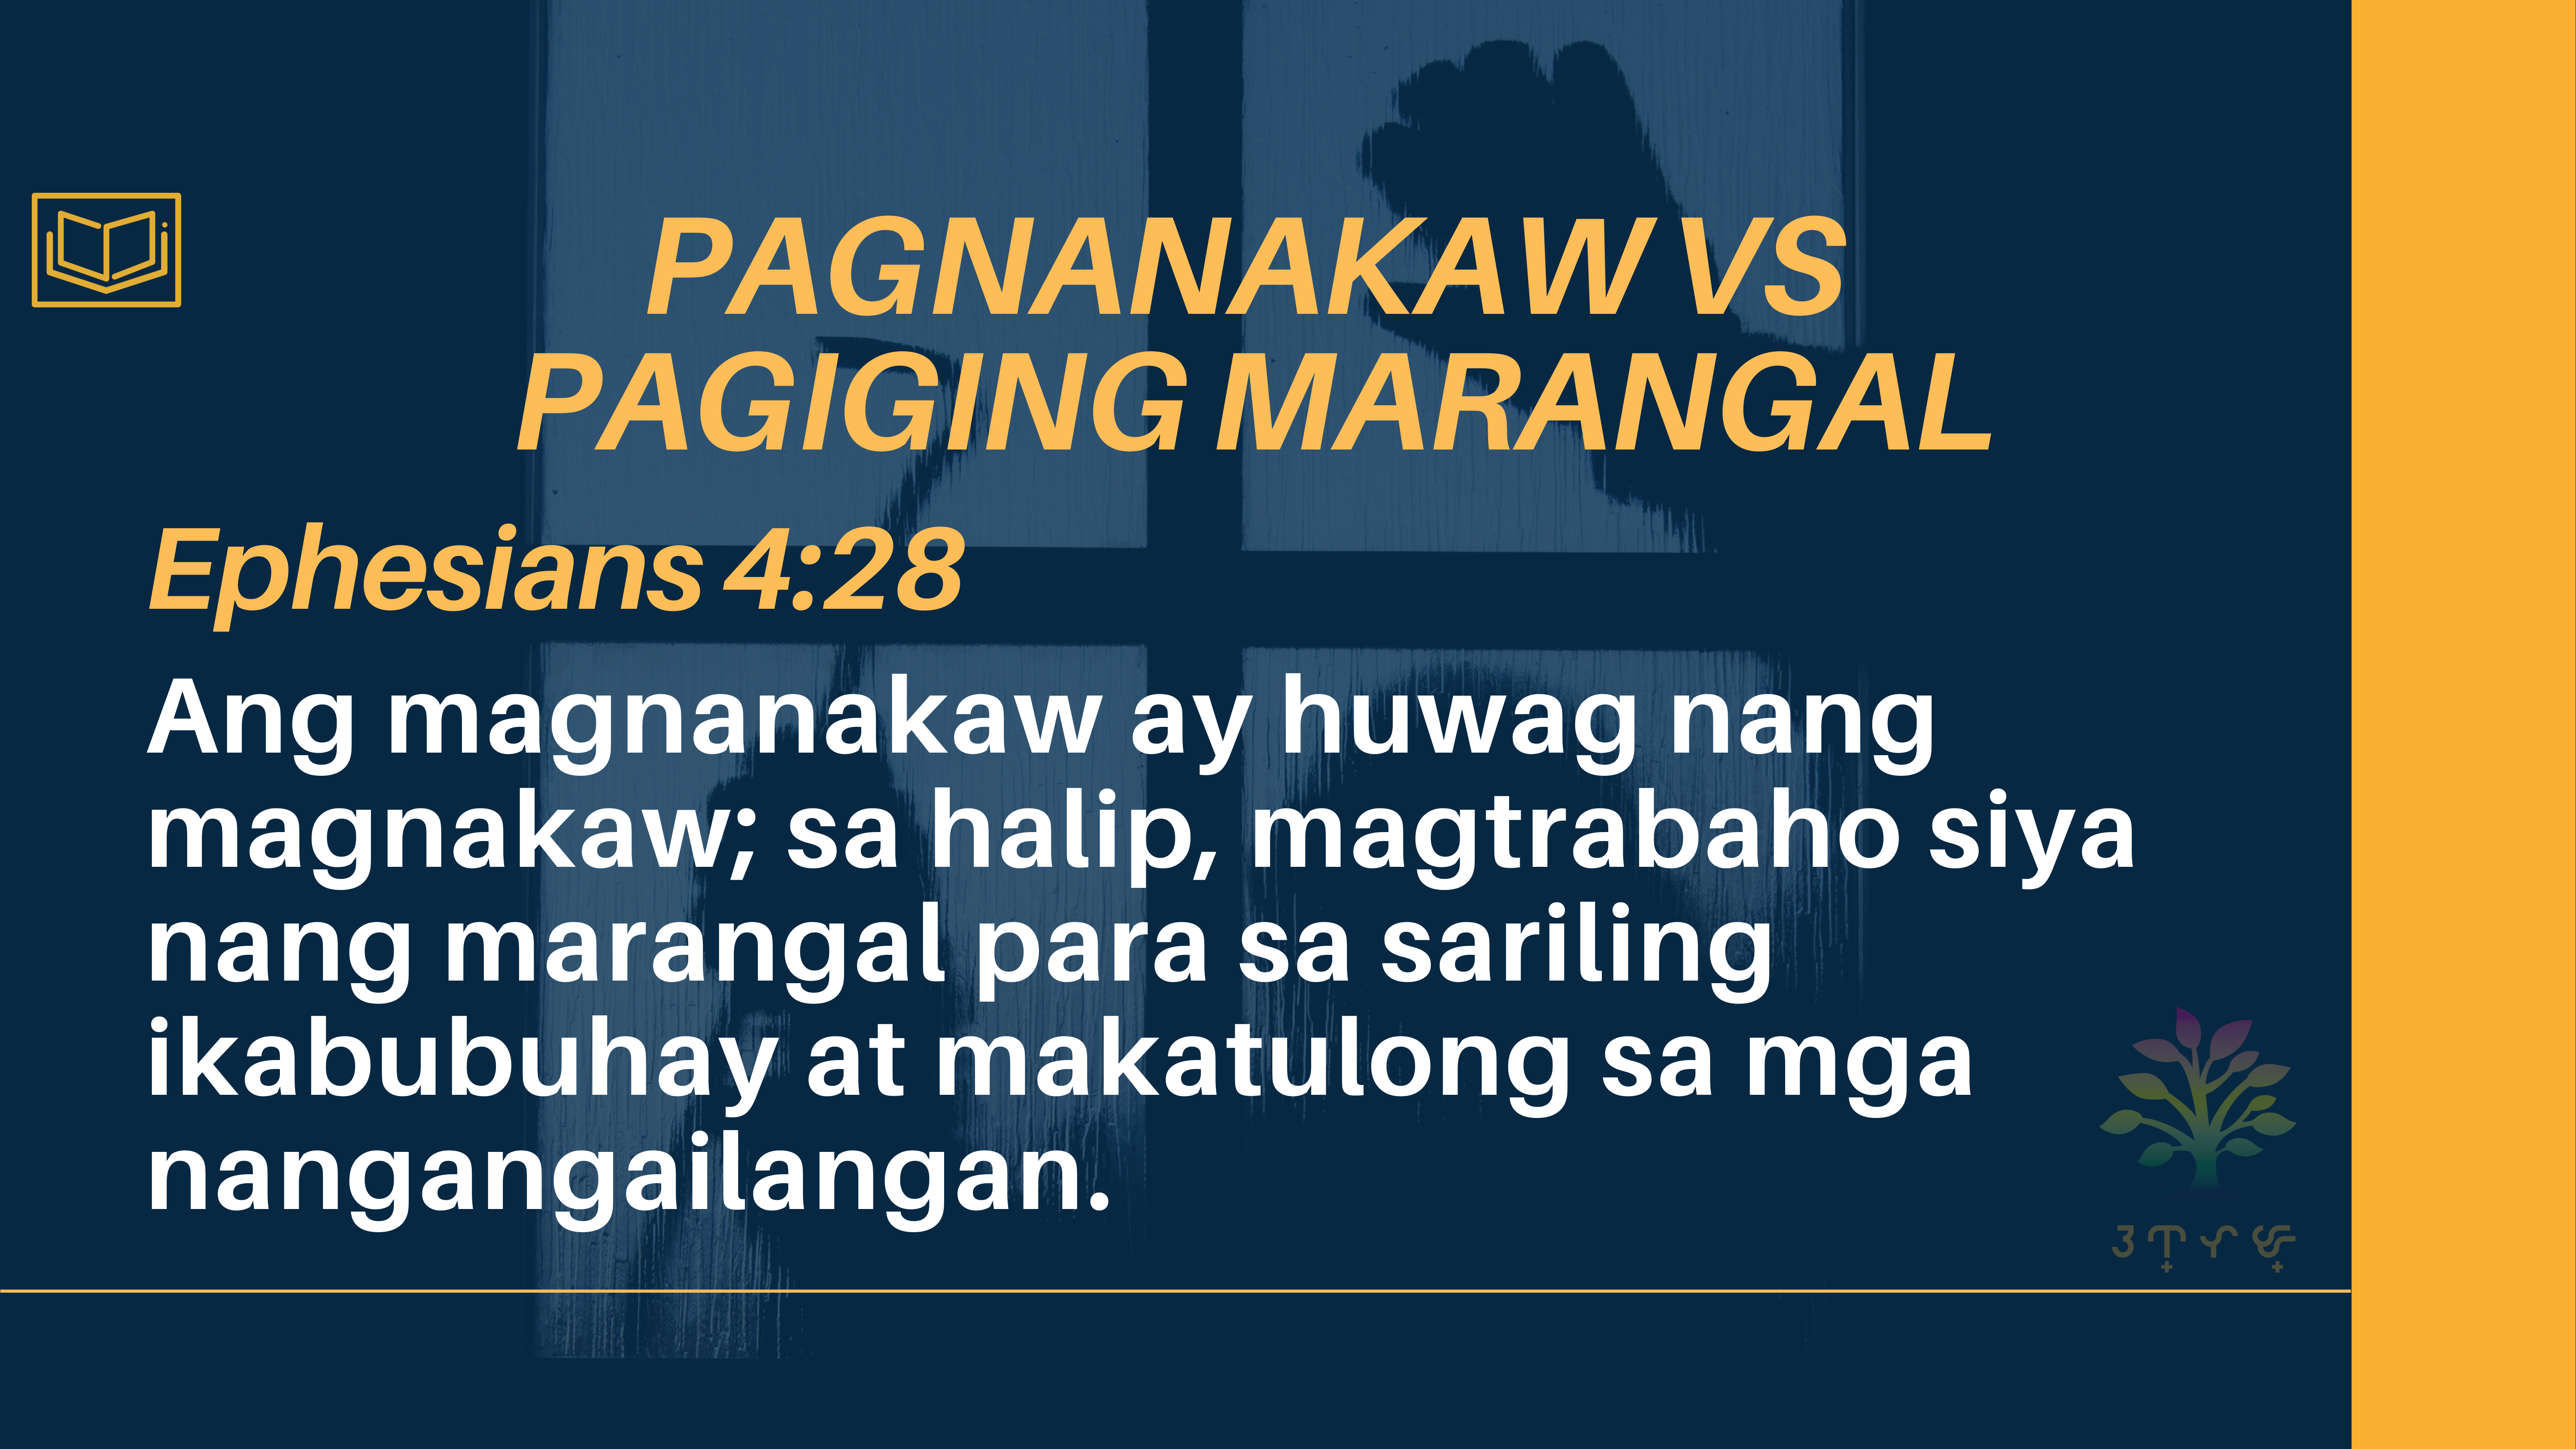 PAGNANAKAW VS
PAGIGING MARANGAL
Ephesians 4:28
Ang magnanakaw ay huwag nang
magnakaw; sa halip, magtrabaho siya
nang marangal para sa sariling
ikabubuhay at makatulong sa mga
nangangailangan.